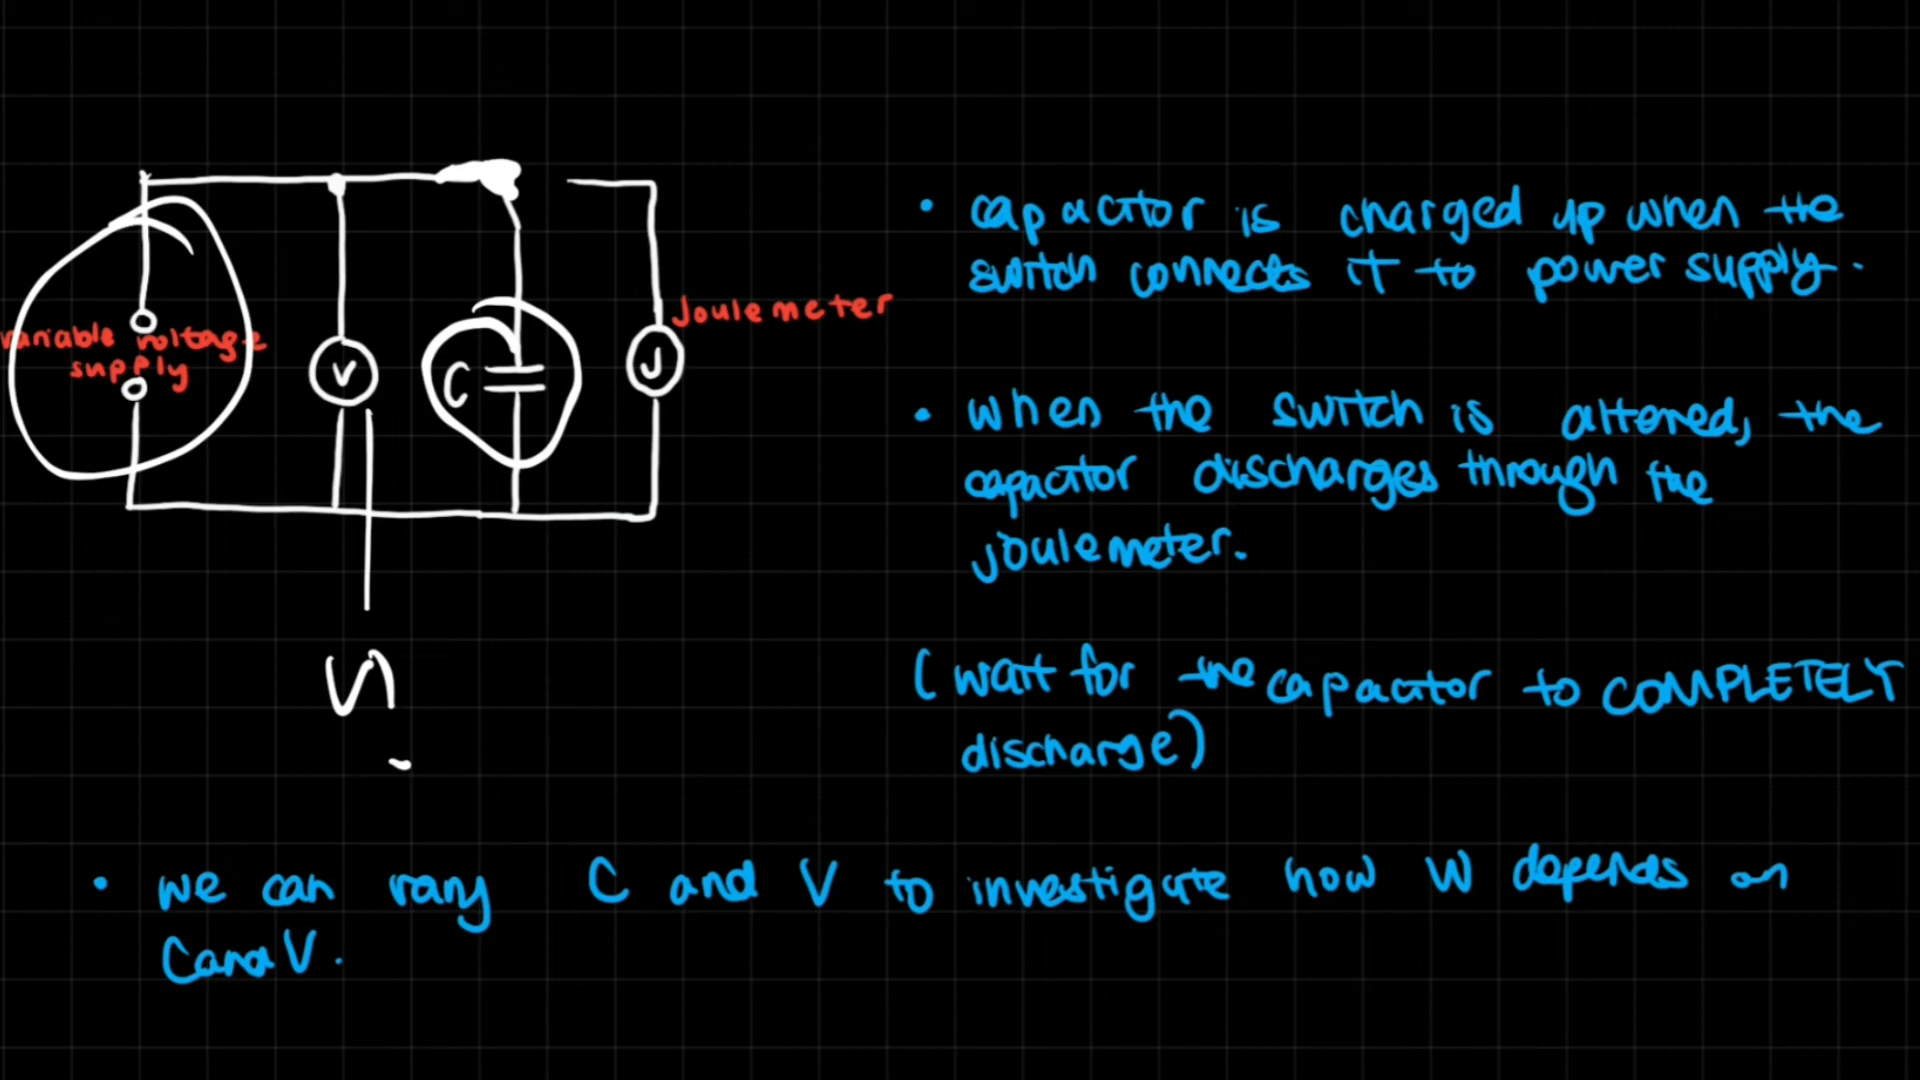 variable voltage
supply
V
C
J
Joulemeter
• capacitor is charged up when the
switch connects it to power supply.
• when the switch is altered, the
capacitor discharges through the
joulemeter.
(wait for the capacitor to COMPLETELY
discharge)
• we can vary C and V to investigate how W depends on
C and V.